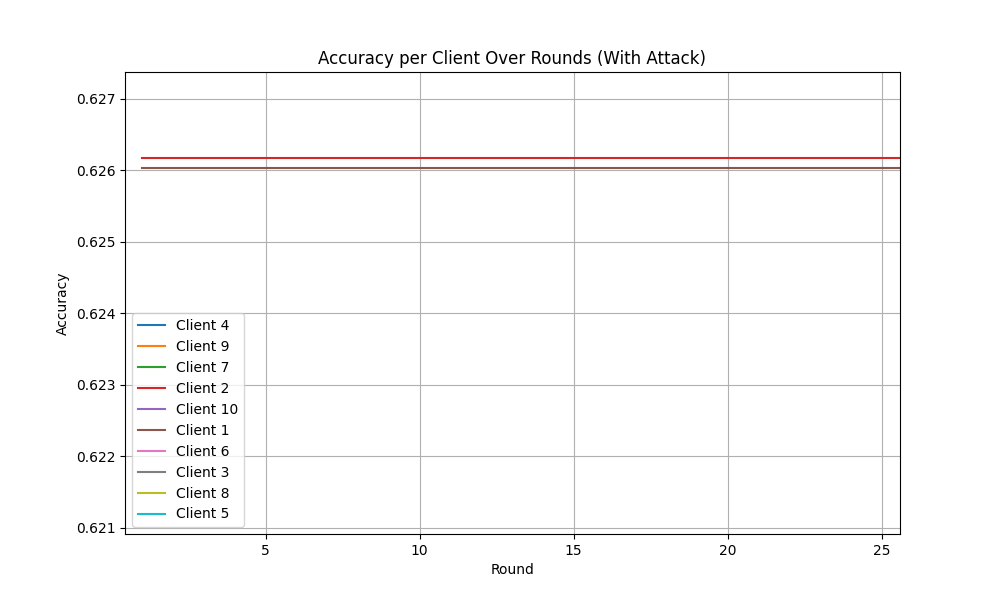 Accuracy per Client Over Rounds (With Attack)
0.627
0.626
0.625
0.624
0.623
0.622
0.621
Accuracy
Client 4
Client 9
Client 7
Client 2
Client 10
Client 1
Client 6
Client 3
Client 8
Client 5
5 10 15 20 25
Round